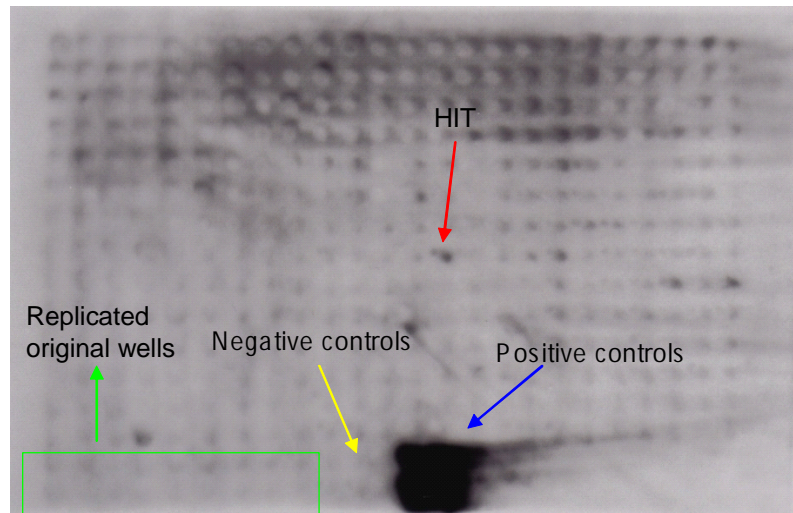 HIT
Replicated
original wells
Negative controls
Positive controls